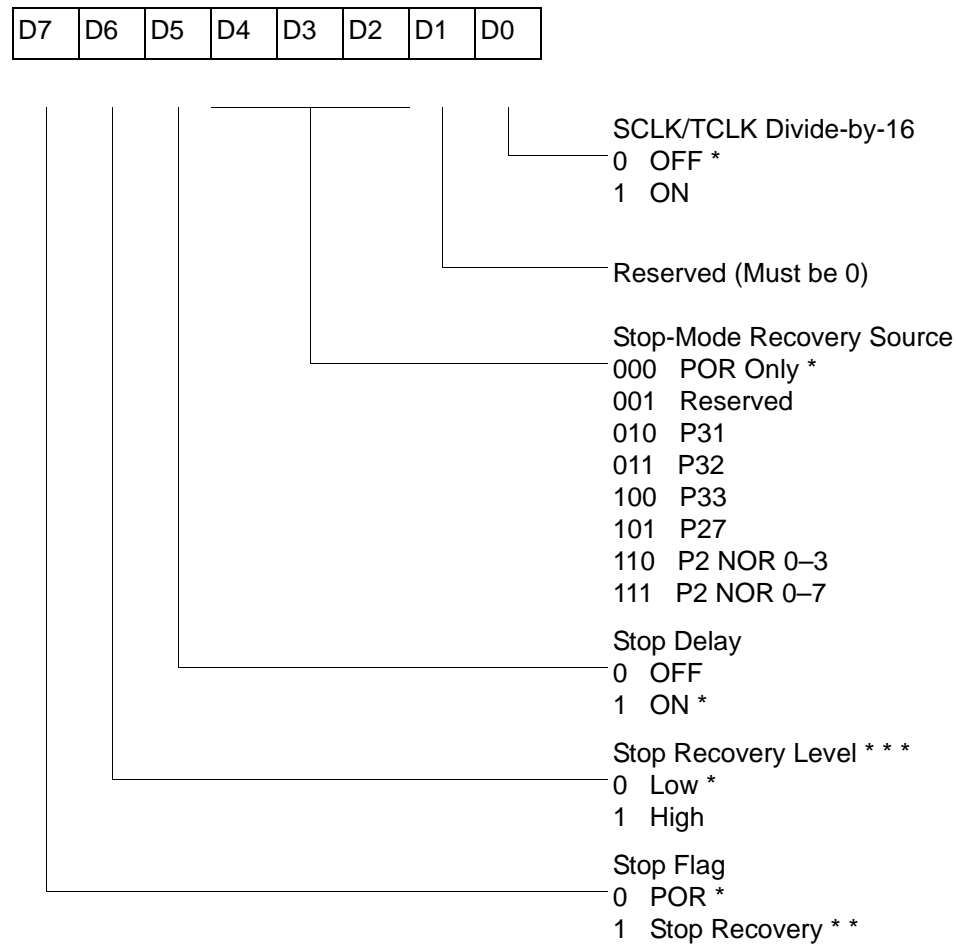 D7 D6 D5 D4 D3 D2 D1 D0
SCLK/TCLK Divide-by-16
0 OFF *
1 ON
Reserved (Must be 0)
Stop-Mode Recovery Source
000 POR Only *
001 Reserved
010 P31
011 P32
100 P33
101 P27
110 P2 NOR 0–3
111 P2 NOR 0–7
Stop Delay
0 OFF
1 ON *
Stop Recovery Level * * *
0 Low *
1 High
Stop Flag
0 POR *
1 Stop Recovery * *